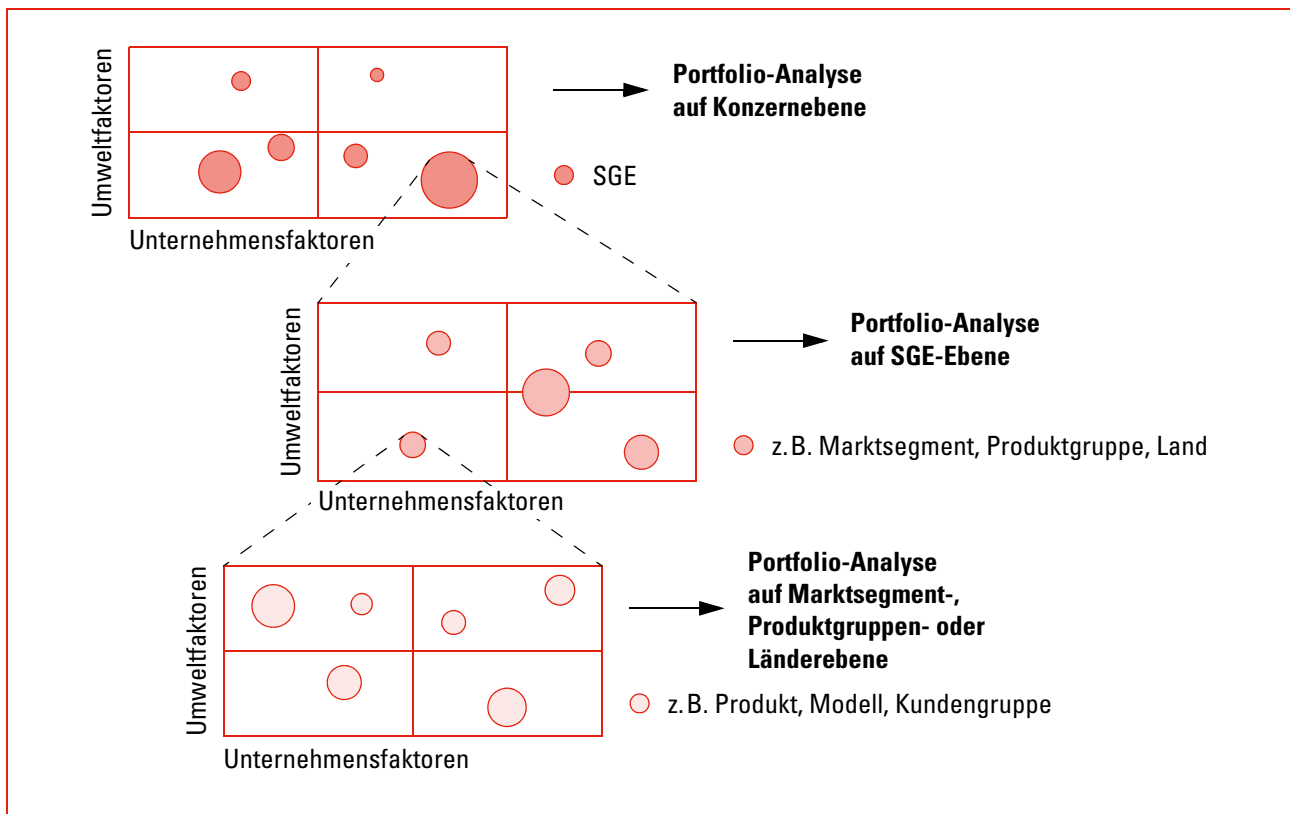 Umweltfaktoren
Unternehmensfaktoren
Portfolio-Analyse
auf Konzernebene
SGE
Umweltfaktoren
Unternehmensfaktoren
Portfolio-Analyse
auf SGE-Ebene
z. B. Marktsegment, Produktgruppe, Land
Umweltfaktoren
Unternehmensfaktoren
Portfolio-Analyse
auf Marktsegment-,
Produktgruppen- oder
Länderebene
z. B. Produkt, Modell, Kundengruppe